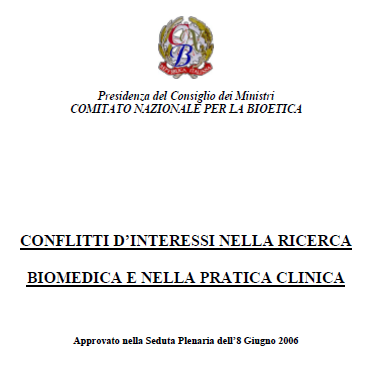 Presidenza del Consiglio dei Ministri
COMITATO NAZIONALE PER LA BIOETICA
CONFLITTI D'INTERESSI NELLA RICERCA
BIOMEDICA E NELLA PRATICA CLINICA
Approvato nella Seduta Plenaria dell'8 Giugno 2006